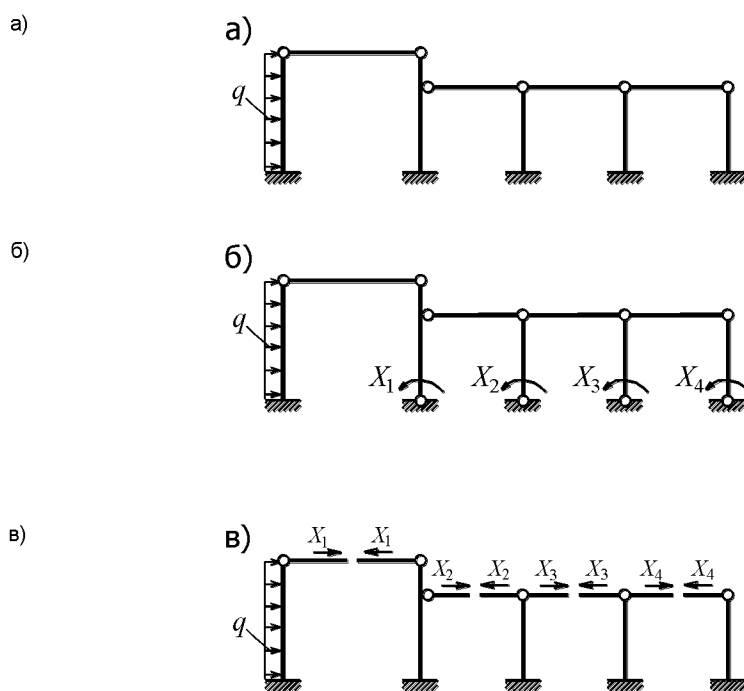 а) а)
q
б) б)
q
X₁ X₂ X₃ X₄
в) в)
X₁ X₁
X₂ X₂ X₃ X₃ X₄ X₄
q